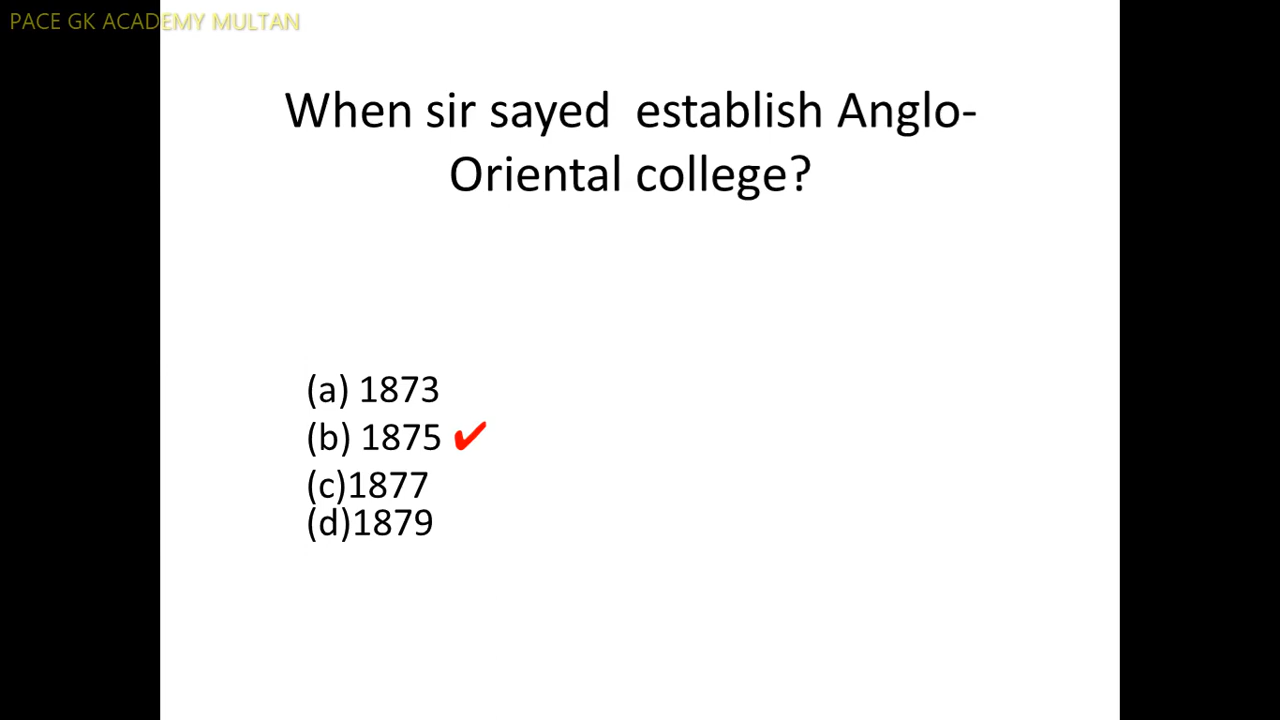 PACE GK ACADEMY MULTAN
When sir sayed  establish Anglo-
Oriental college?
(a) 1873
(b) 1875 ✔
(c)1877
(d)1879